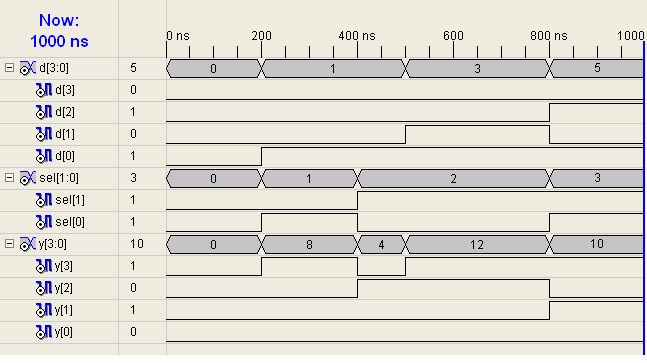 Now:
1000 ns
0 ns 200 400 ns 600 800 ns 1000
d[3:0] 5 0 1 3 5
d[3] 0
d[2] 1
d[1] 0
d[0] 1
sel[1:0] 3 0 1 2 3
sel[1] 1
sel[0] 1
y[3:0] 10 0 8 4 12 10
y[3] 1
y[2] 0
y[1] 1
y[0] 0